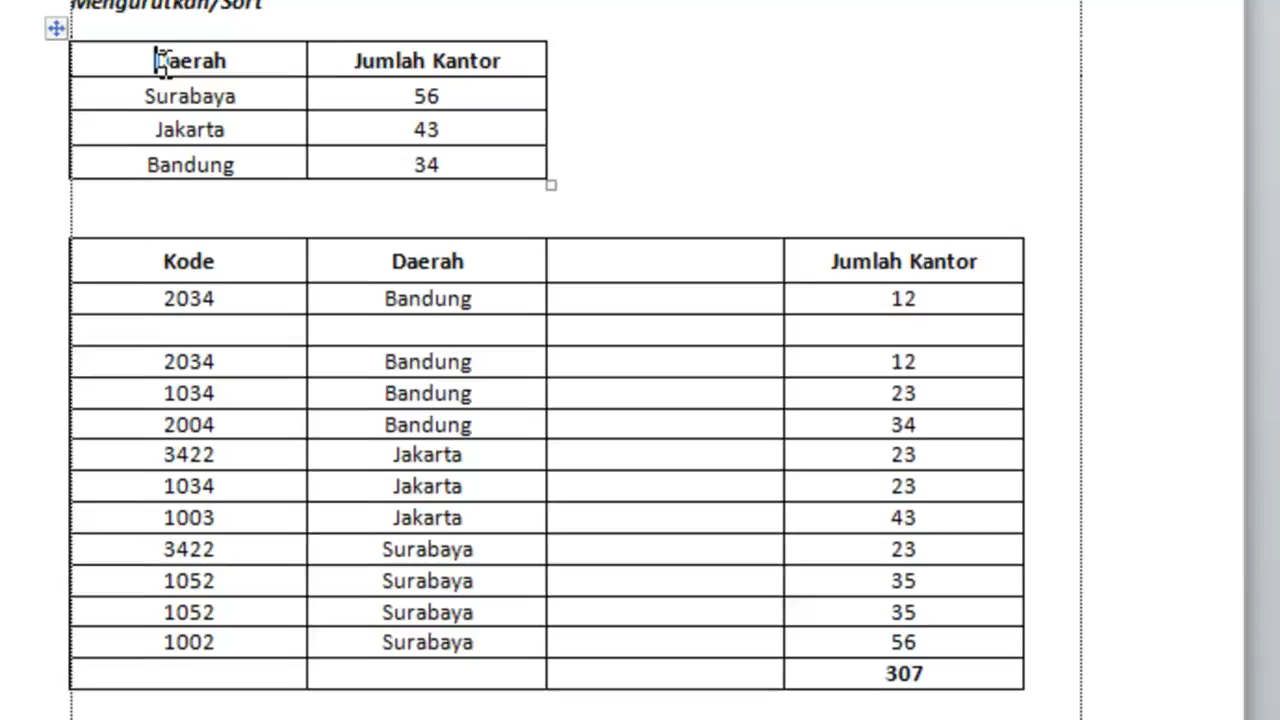 Mengurutkan/Sort
Daerah Jumlah Kantor
Surabaya 56
Jakarta 43
Bandung 34
Kode Daerah Jumlah Kantor
2034 Bandung 12
2034 Bandung 12
1034 Bandung 23
2004 Bandung 34
3422 Jakarta 23
1034 Jakarta 23
1003 Jakarta 43
3422 Surabaya 23
1052 Surabaya 35
1052 Surabaya 35
1002 Surabaya 56
307